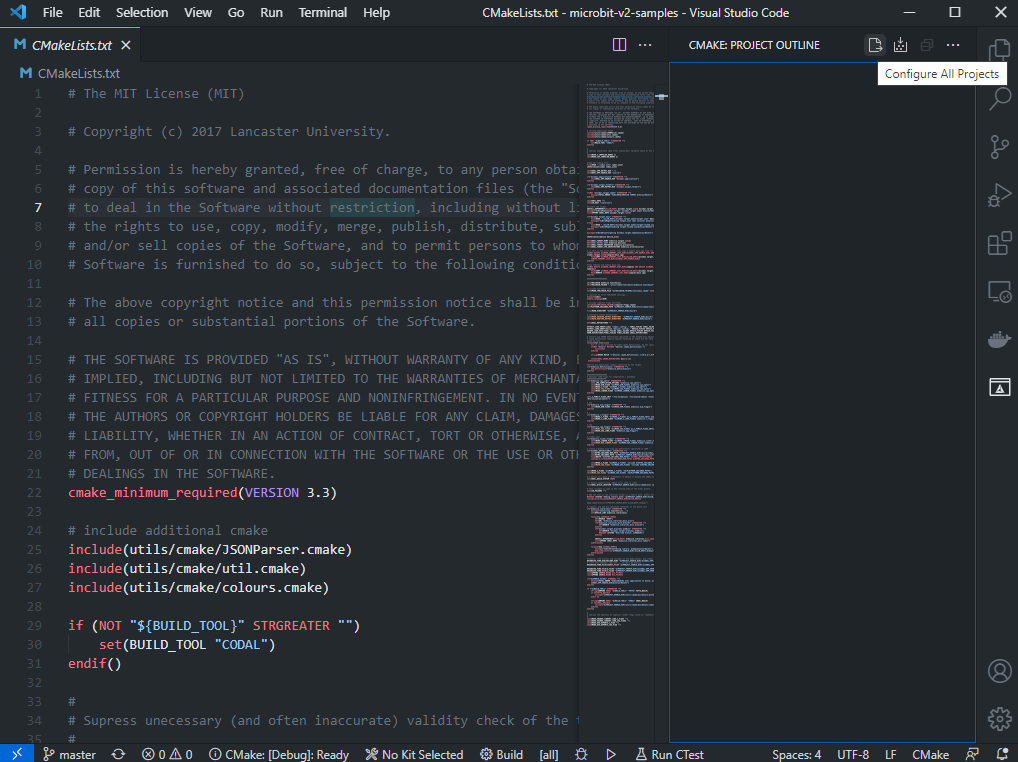 File Edit Selection View Go Run Terminal Help CMakeLists.txt - microbit-v2-samples - Visual Studio Code
CMakeLists.txt
CMAKE: PROJECT OUTLINE
Configure All Projects
CMakeLists.txt
1 # The MIT License (MIT)
2
3 # Copyright (c) 2017 Lancaster University.
4
5 # Permission is hereby granted, free of charge, to any person obta
6 # copy of this software and associated documentation files (the "So
7 # to deal in the Software without restriction, including without li
8 # the rights to use, copy, modify, merge, publish, distribute, subl
9 # and/or sell copies of the Software, and to permit persons to whom
10 # Software is furnished to do so, subject to the following conditio
11
12 # The above copyright notice and this permission notice shall be in
13 # all copies or substantial portions of the Software.
14
15 # THE SOFTWARE IS PROVIDED "AS IS", WITHOUT WARRANTY OF ANY KIND, E
16 # IMPLIED, INCLUDING BUT NOT LIMITED TO THE WARRANTIES OF MERCHANTA
17 # FITNESS FOR A PARTICULAR PURPOSE AND NONINFRINGEMENT. IN NO EVENT
18 # THE AUTHORS OR COPYRIGHT HOLDERS BE LIABLE FOR ANY CLAIM, DAMAGES
19 # LIABILITY, WHETHER IN AN ACTION OF CONTRACT, TORT OR OTHERWISE, A
20 # FROM, OUT OF OR IN CONNECTION WITH THE SOFTWARE OR THE USE OR OTH
21 # DEALINGS IN THE SOFTWARE.
22 cmake_minimum_required(VERSION 3.3)
23
24 # include additional cmake
25 include(utils/cmake/JSONParser.cmake)
26 include(utils/cmake/util.cmake)
27 include(utils/cmake/colours.cmake)
28
29 if (NOT "${BUILD_TOOL}" STRGREATER "")
30 set(BUILD_TOOL "CODAL")
31 endif()
32
33 #
34 # Supress unecessary (and often inaccurate) validity check of the t
35 #
master 0 0 CMake: [Debug]: Ready No Kit Selected Build [all] Run CTest Spaces: 4 UTF-8 LF CMake